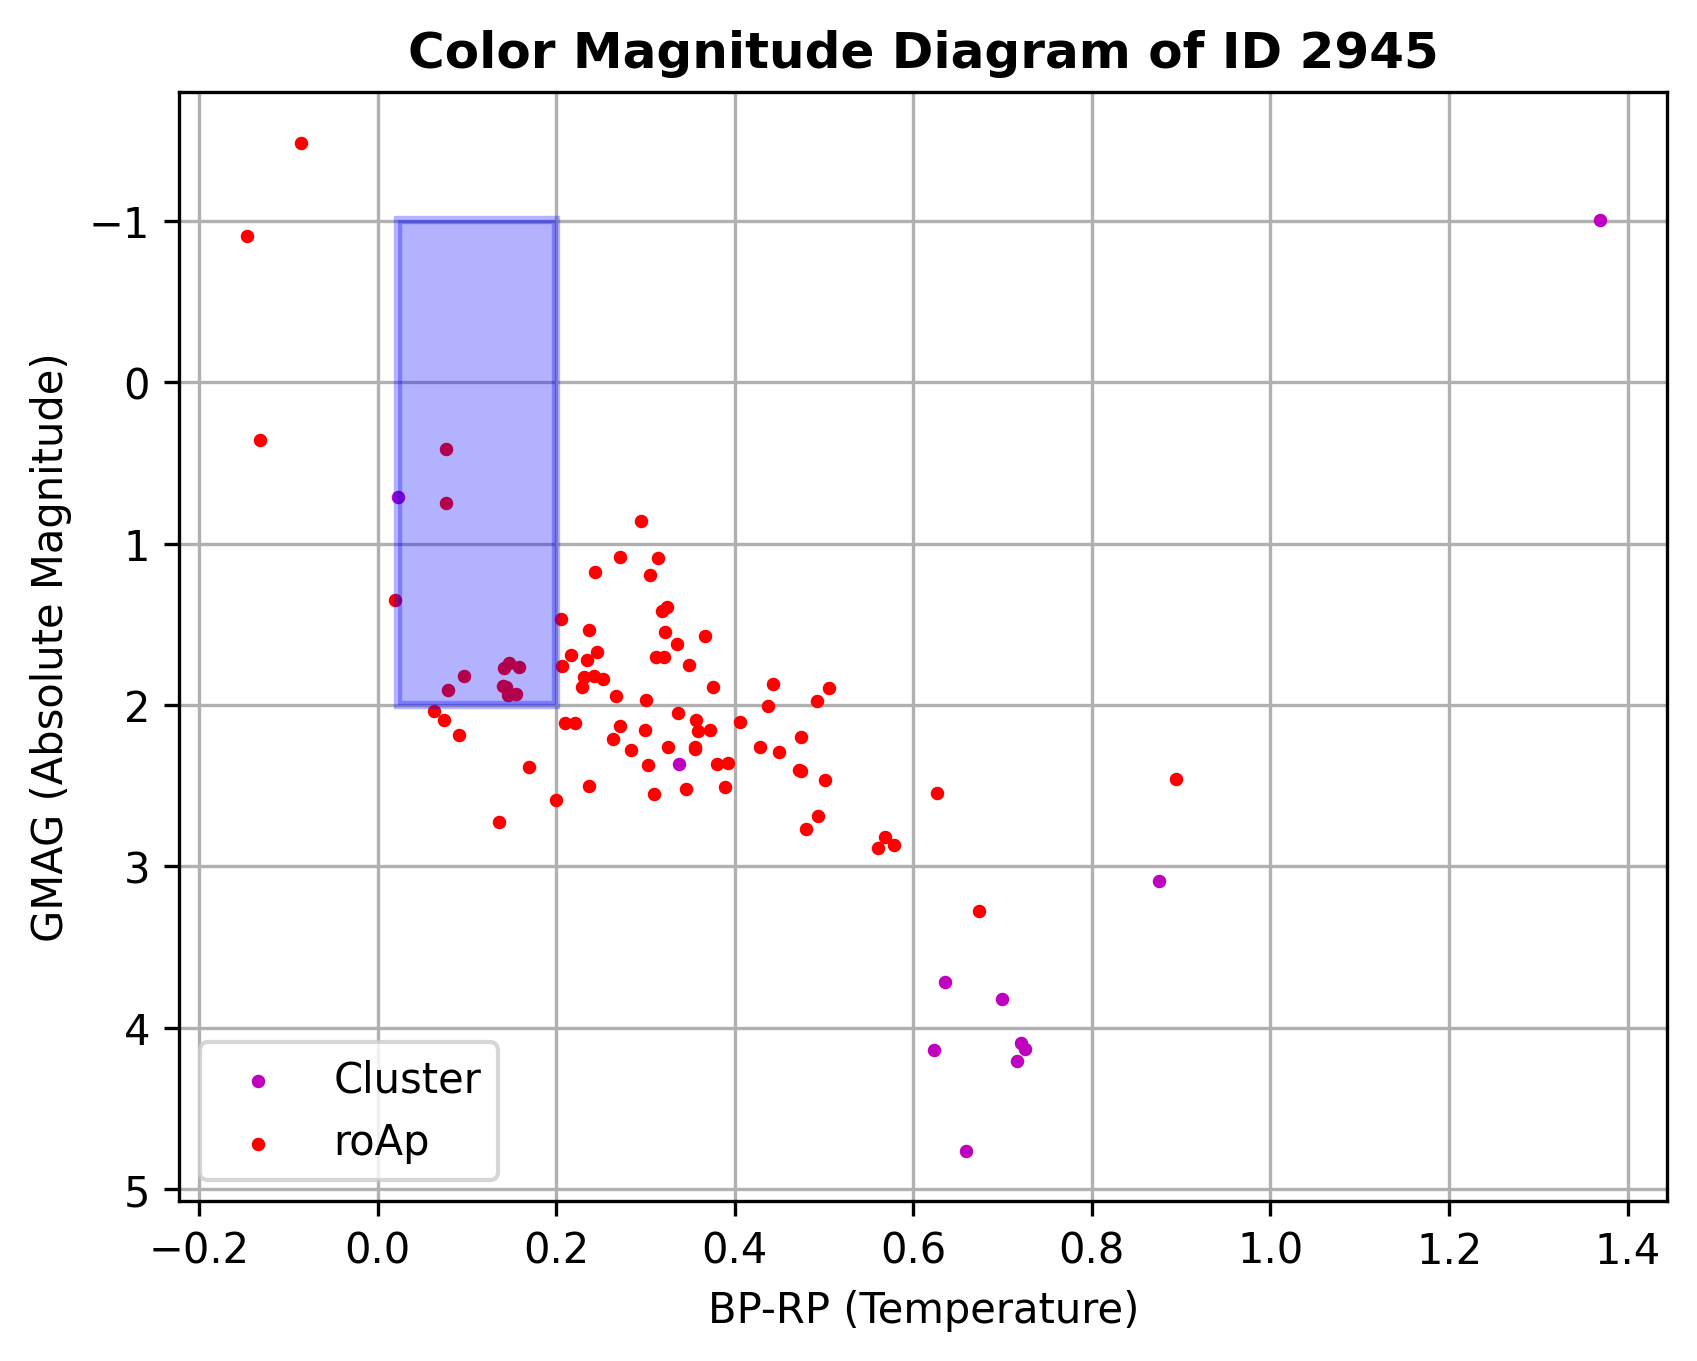 Color Magnitude Diagram of ID 2945
GMAG (Absolute Magnitude)
−1
0
1
2
3
4
5
Cluster
roAp
−0.2 0.0 0.2 0.4 0.6 0.8 1.0 1.2 1.4
BP-RP (Temperature)